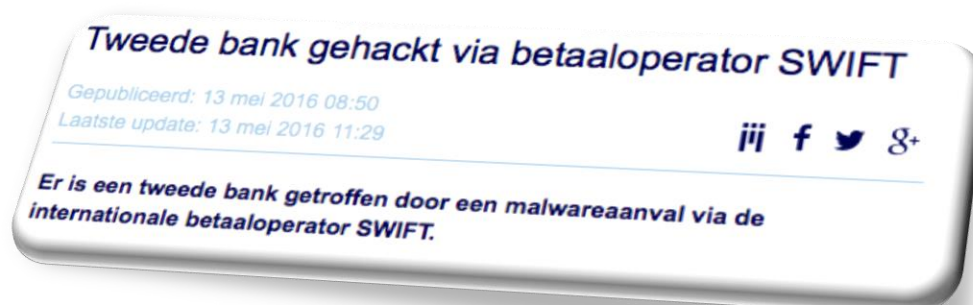 Tweede bank gehackt via betaaloperator SWIFT
Gepubliceerd: 13 mei 2016 08:50
Laatste update: 13 mei 2016 11:29
Er is een tweede bank getroffen door een malwareaanval via de
internationale betaaloperator SWIFT.